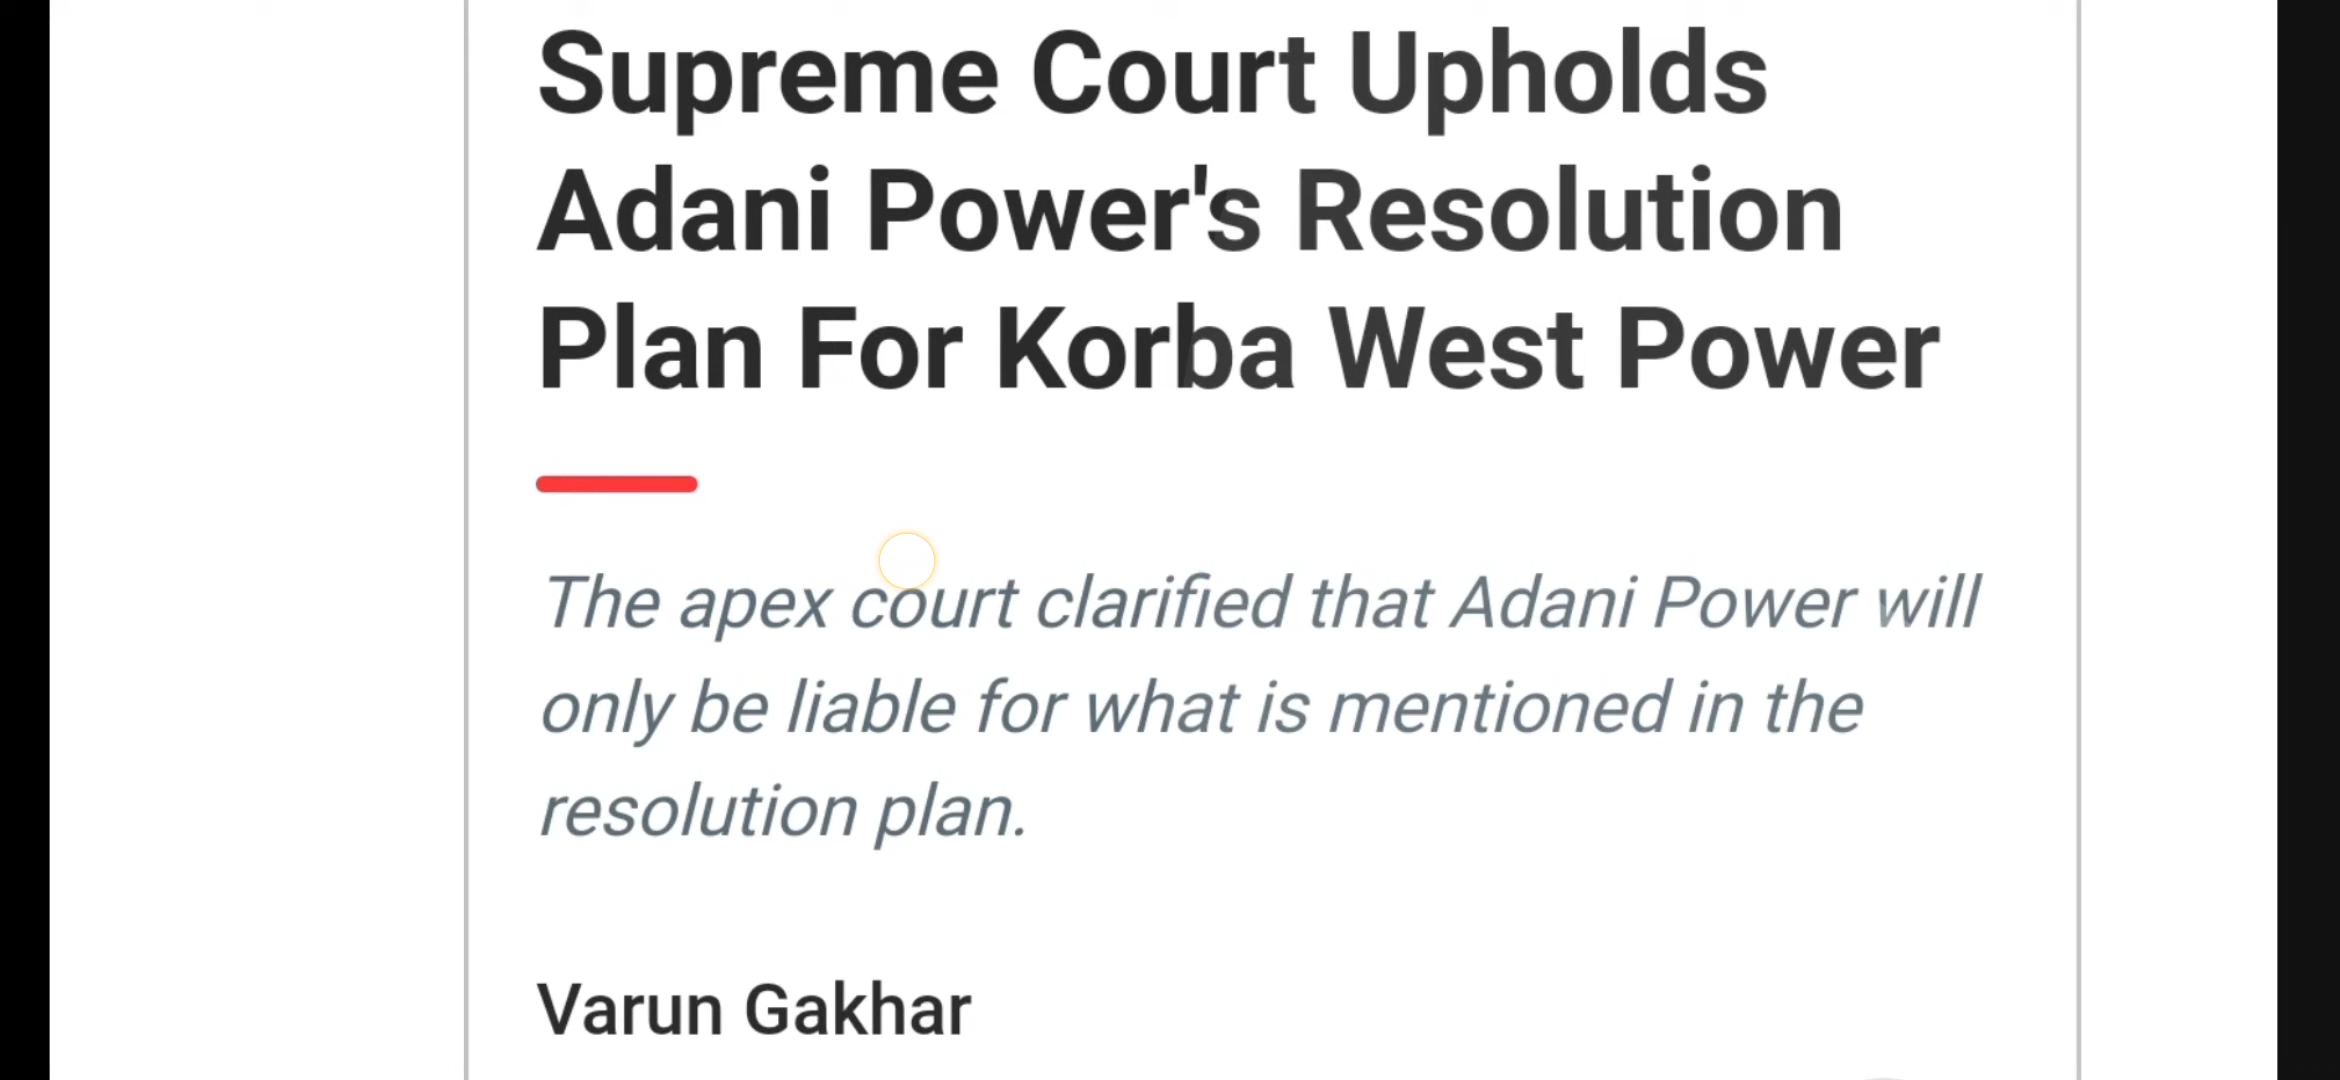 Supreme Court Upholds
Adani Power's Resolution
Plan For Korba West Power
The apex court clarified that Adani Power will
only be liable for what is mentioned in the
resolution plan.
Varun Gakhar